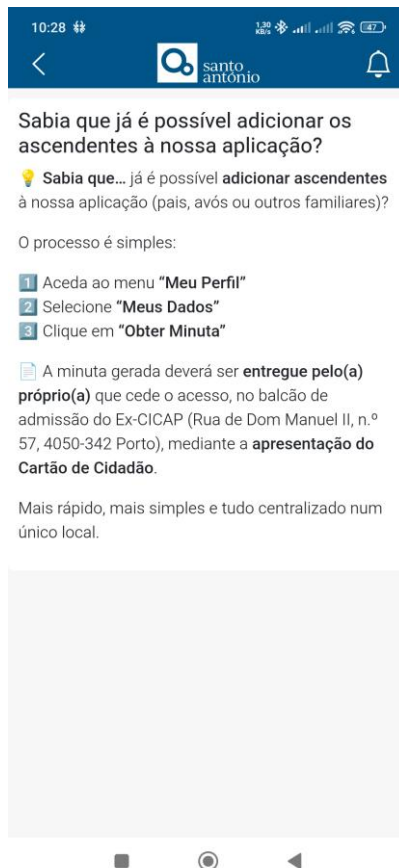 10:28
1,30
KB/s
47
santo
antónio
Sabia que já é possível adicionar os
ascendentes à nossa aplicação?
💡 Sabia que... já é possível adicionar ascendentes
à nossa aplicação (pais, avós ou outros familiares)?
O processo é simples:
1️⃣ Aceda ao menu “Meu Perfil”
2️⃣ Selecione “Meus Dados”
3️⃣ Clique em “Obter Minuta”
📄 A minuta gerada deverá ser entregue pelo(a)
próprio(a) que cede o acesso, no balcão de
admissão do Ex-CICAP (Rua de Dom Manuel II, n.º
57, 4050-342 Porto), mediante a apresentação do
Cartão de Cidadão.
Mais rápido, mais simples e tudo centralizado num
único local.